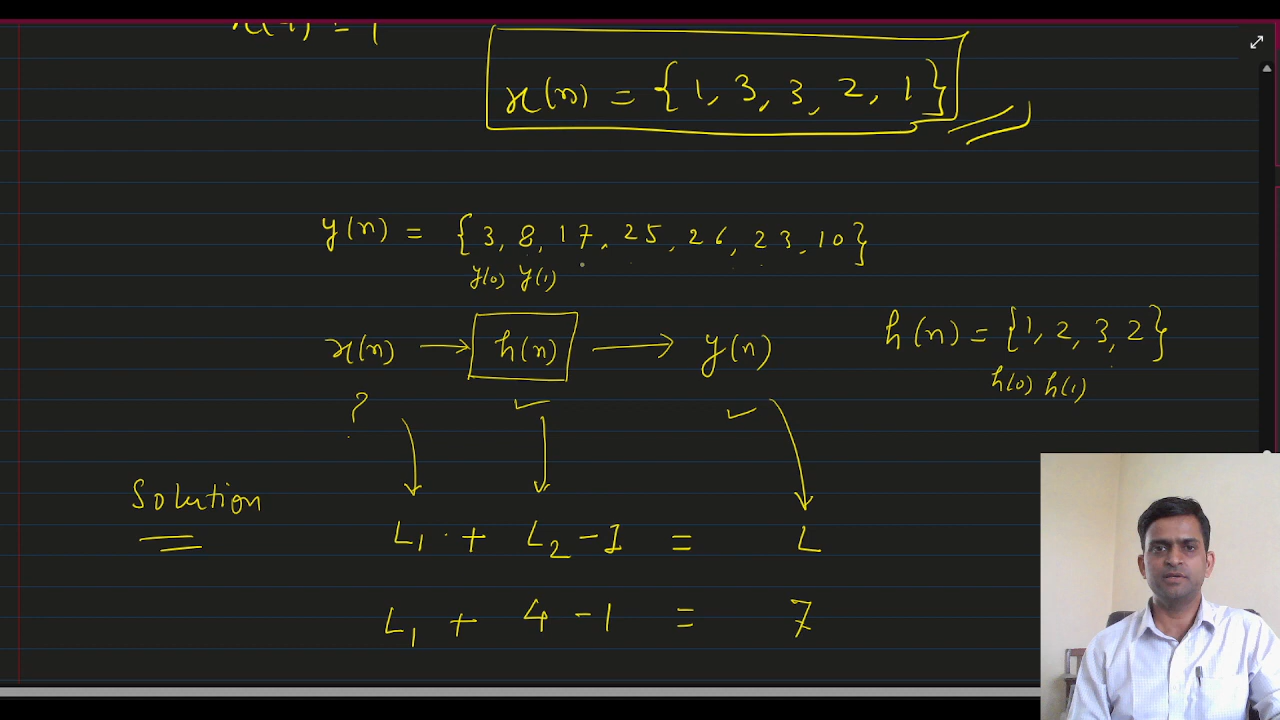 x(n) = {1, 3, 3, 2, 1}
y(n) = {3, 8, 17, 25, 26, 23, 10}
y(0) y(1)
x(n) → h(n) → y(n)
h(n) = {1, 2, 3, 2}
h(0) h(1)
?
Solution
L₁ + L₂ - 1 = L
L₁ + 4 - 1 = 7